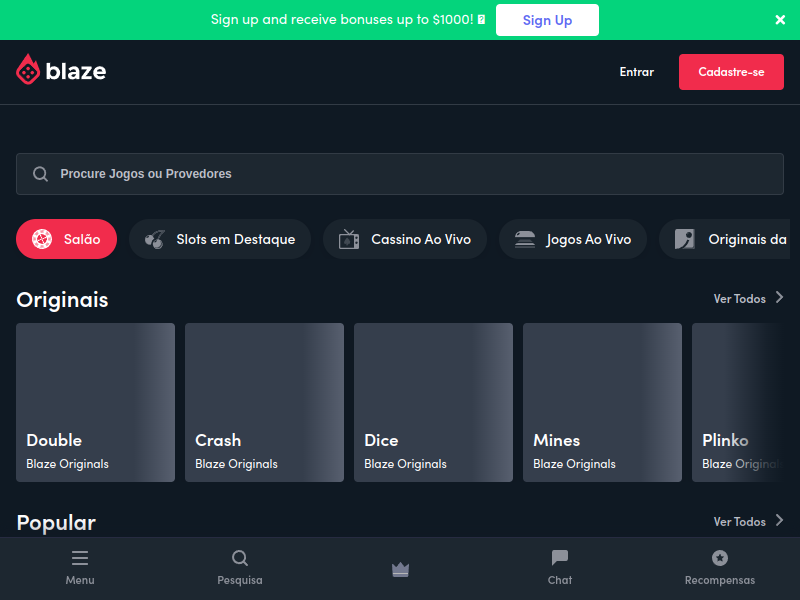 Sign up and receive bonuses up to $1000!
Sign Up
blaze
Entrar
Cadastre-se
Procure Jogos ou Provedores
Salão
Slots em Destaque
Cassino Ao Vivo
Jogos Ao Vivo
Originais da
Originais
Ver Todos
Double
Blaze Originals
Crash
Blaze Originals
Dice
Blaze Originals
Mines
Blaze Originals
Plinko
Blaze Originals
Popular
Ver Todos
Menu
Pesquisa
Chat
Recompensas